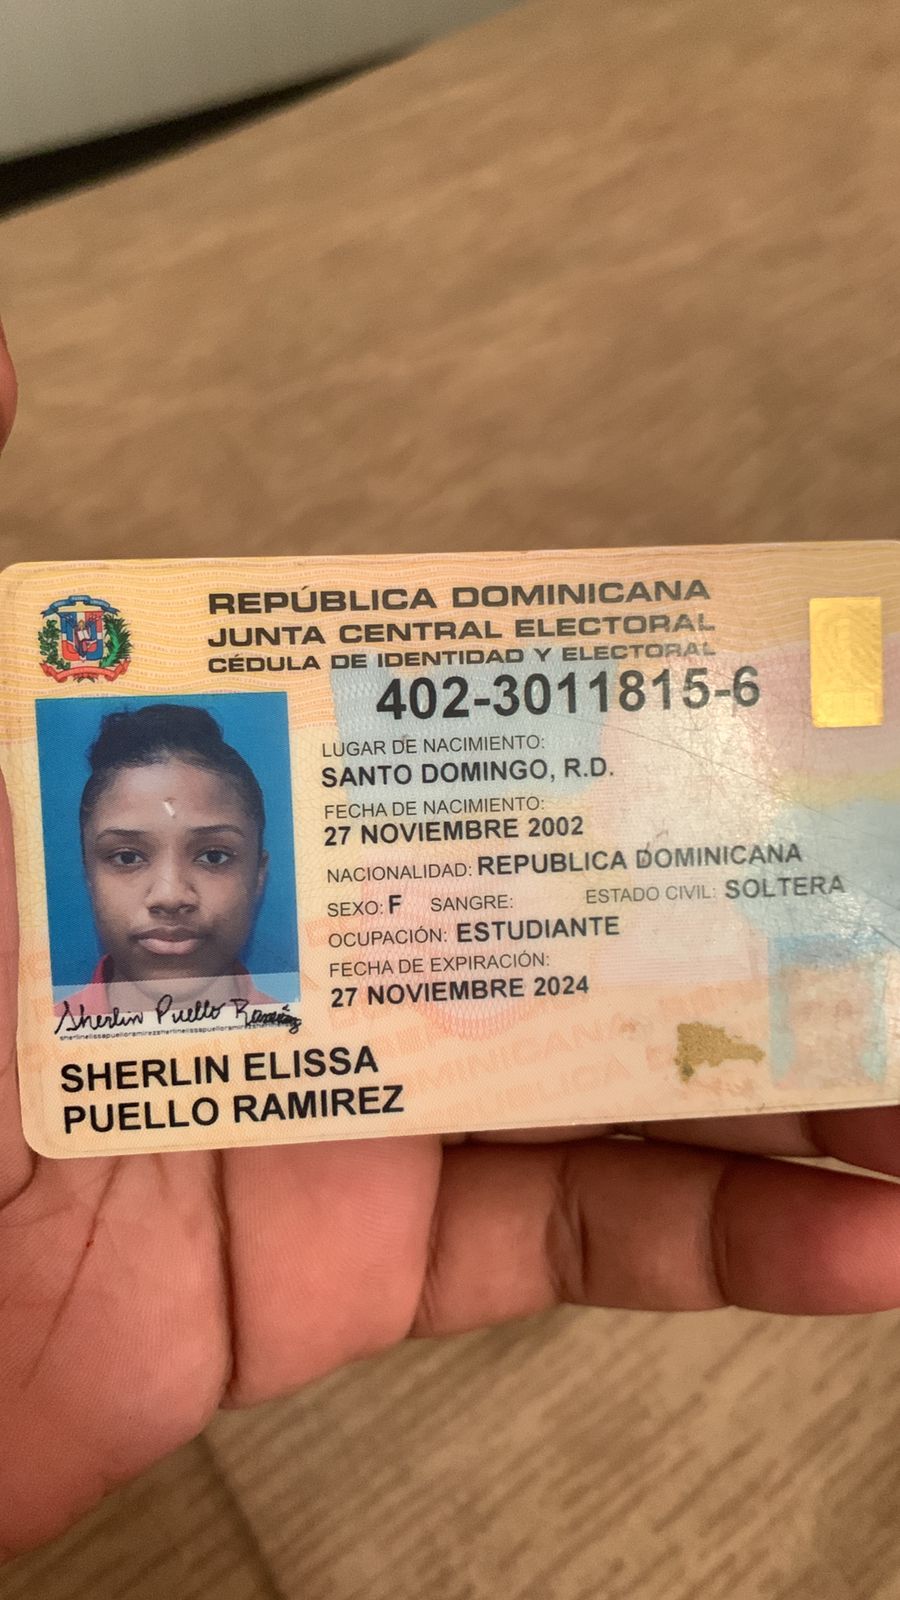 REPÚBLICA DOMINICANA
JUNTA CENTRAL ELECTORAL
CÉDULA DE IDENTIDAD Y ELECTORAL
402-3011815-6
LUGAR DE NACIMIENTO:
SANTO DOMINGO, R.D.
FECHA DE NACIMIENTO:
27 NOVIEMBRE 2002
NACIONALIDAD: REPUBLICA DOMINICANA
SEXO: F SANGRE: ESTADO CIVIL: SOLTERA
OCUPACIÓN: ESTUDIANTE
FECHA DE EXPIRACIÓN:
27 NOVIEMBRE 2024
Sherlin Puello Ramirez
SHERLIN ELISSA
PUELLO RAMIREZ